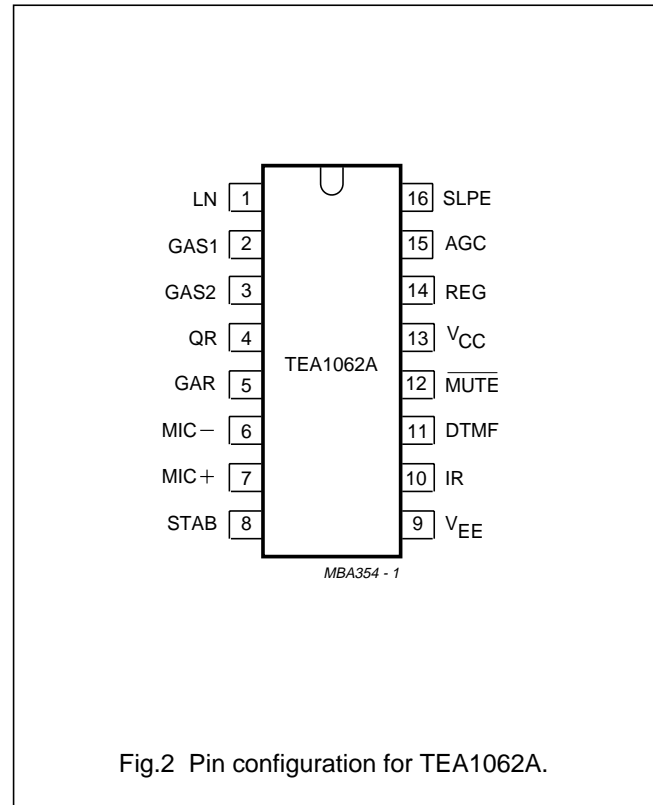 LN 1 16 SLPE
GAS1 2 15 AGC
GAS2 3 14 REG
QR 4 13 VCC
TEA1062A
GAR 5 12 MUTE
MIC− 6 11 DTMF
MIC+ 7 10 IR
STAB 8 9 VEE
MBA354 - 1
Fig.2 Pin configuration for TEA1062A.